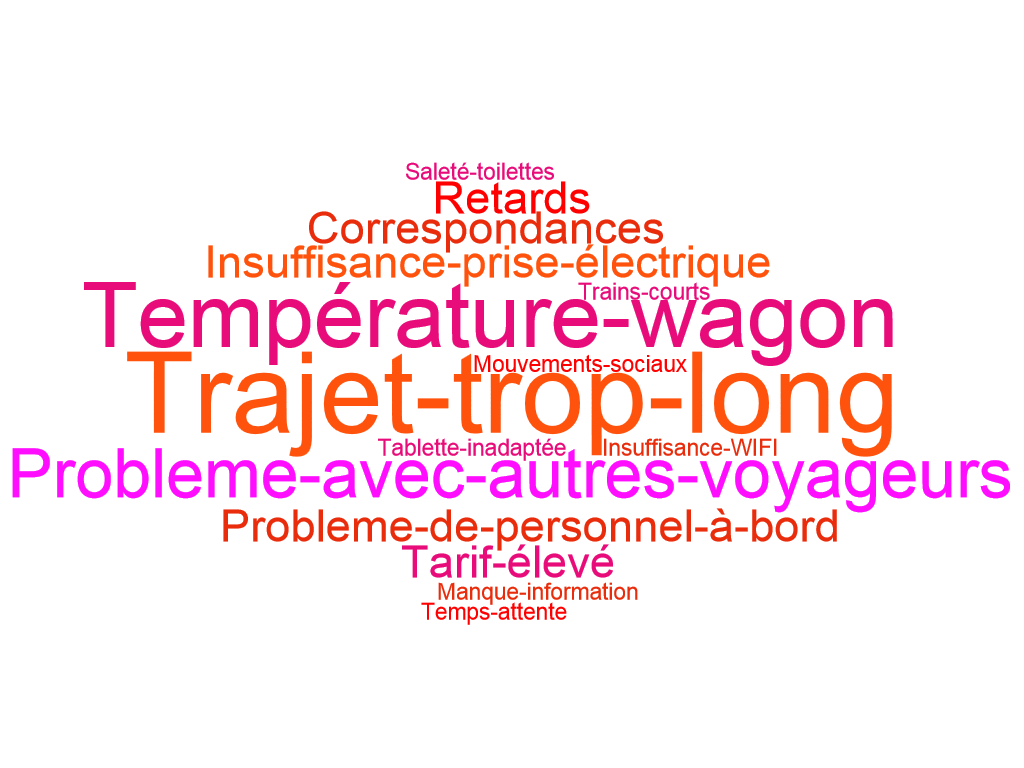 Saleté-toilettes
Retards
Correspondances
Insuffisance-prise-électrique
Trains-courts
Température-wagon
Mouvements-sociaux
Trajet-trop-long
Tablette-inadaptée
Insuffisance-WIFI
Probleme-avec-autres-voyageurs
Probleme-de-personnel-à-bord
Tarif-élevé
Manque-information
Temps-attente